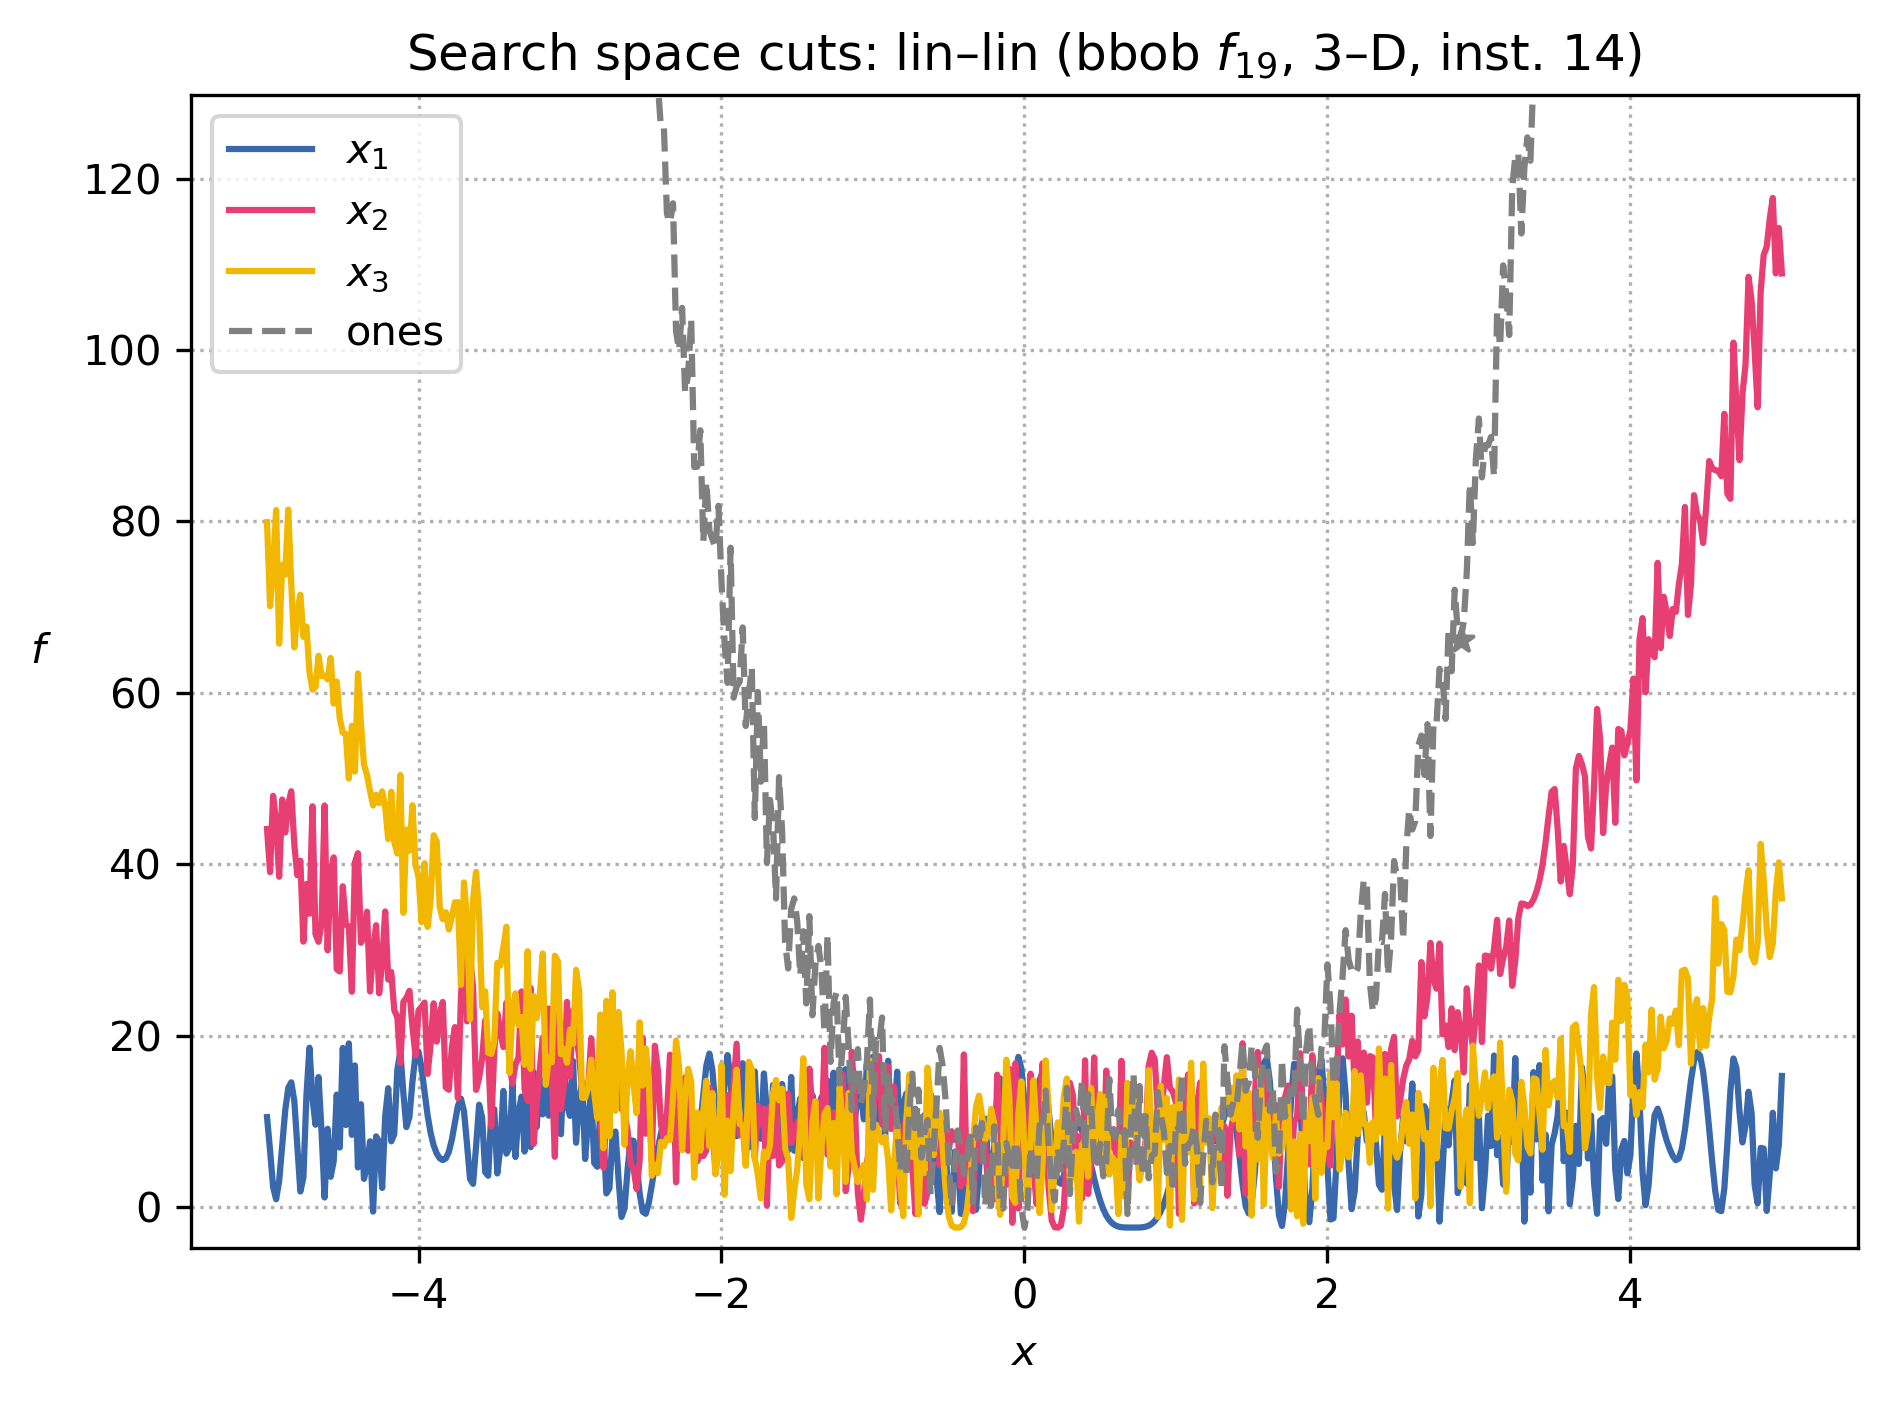 Search space cuts: lin–lin (bbob f19, 3–D, inst. 14)
x1
x2
x3
ones
120
100
80
60
40
20
0
f
−4
−2
0
2
4
x